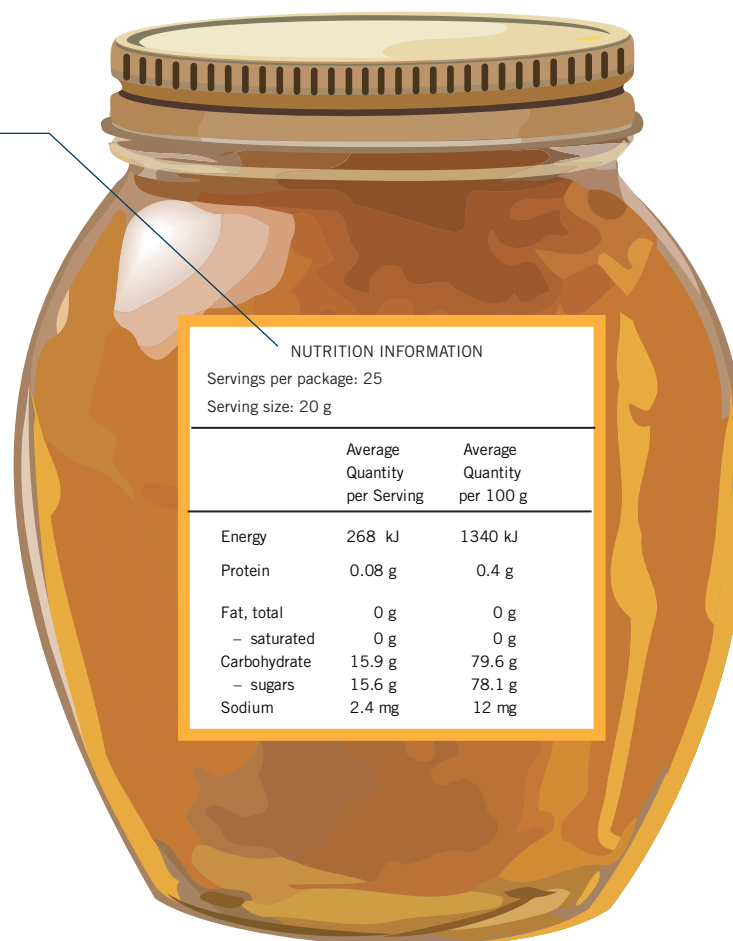 NUTRITION INFORMATION
Servings per package: 25
Serving size: 20 g
Average Average
Quantity Quantity
per Serving per 100 g
Energy 268 kJ 1340 kJ
Protein 0.08 g 0.4 g
Fat, total 0 g 0 g
– saturated 0 g 0 g
Carbohydrate 15.9 g 79.6 g
– sugars 15.6 g 78.1 g
Sodium 2.4 mg 12 mg